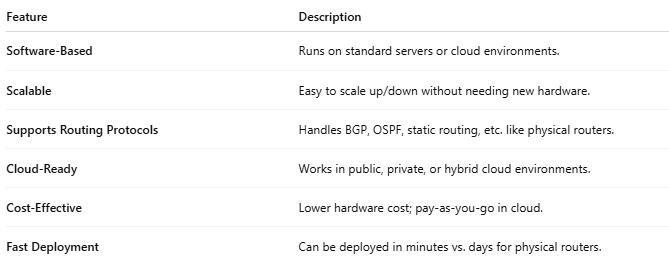 Feature Description
Software-Based Runs on standard servers or cloud environments.
Scalable Easy to scale up/down without needing new hardware.
Supports Routing Protocols Handles BGP, OSPF, static routing, etc. like physical routers.
Cloud-Ready Works in public, private, or hybrid cloud environments.
Cost-Effective Lower hardware cost; pay-as-you-go in cloud.
Fast Deployment Can be deployed in minutes vs. days for physical routers.